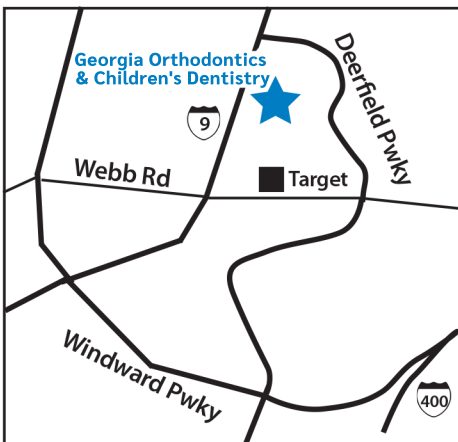 Georgia Orthodontics
& Children's Dentistry
Deerfield Pwky
9
Webb Rd
Target
Windward Pwky
400